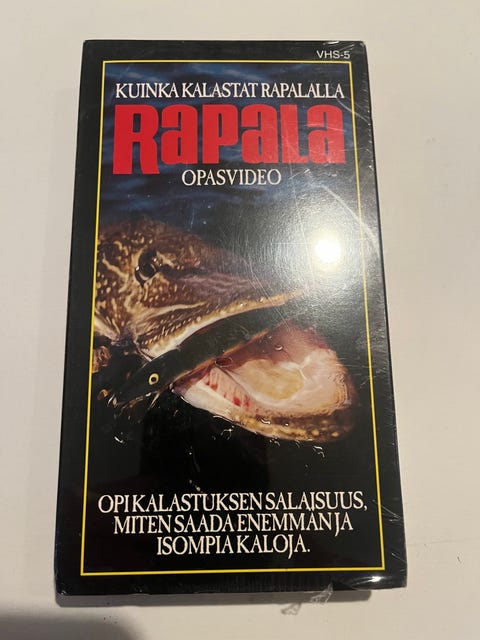 VHS-5
KUINKA KALASTAT RAPALALLA
RAPALA
OPASVIDEO
OPI KALASTUKSEN SALAISUUS,
MITEN SAADA ENEMMÄN JA
ISOMPIA KALOJA.